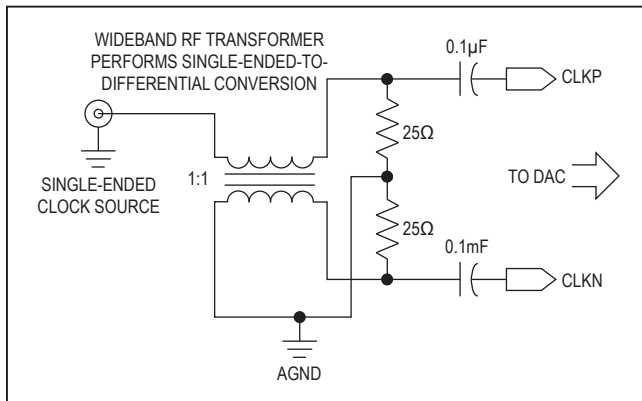 WIDEBAND RF TRANSFORMER
PERFORMS SINGLE-ENDED-TO-
DIFFERENTIAL CONVERSION
0.1µF
CLKP
25Ω
1:1
TO DAC
SINGLE-ENDED
CLOCK SOURCE
25Ω
0.1mF
CLKN
AGND